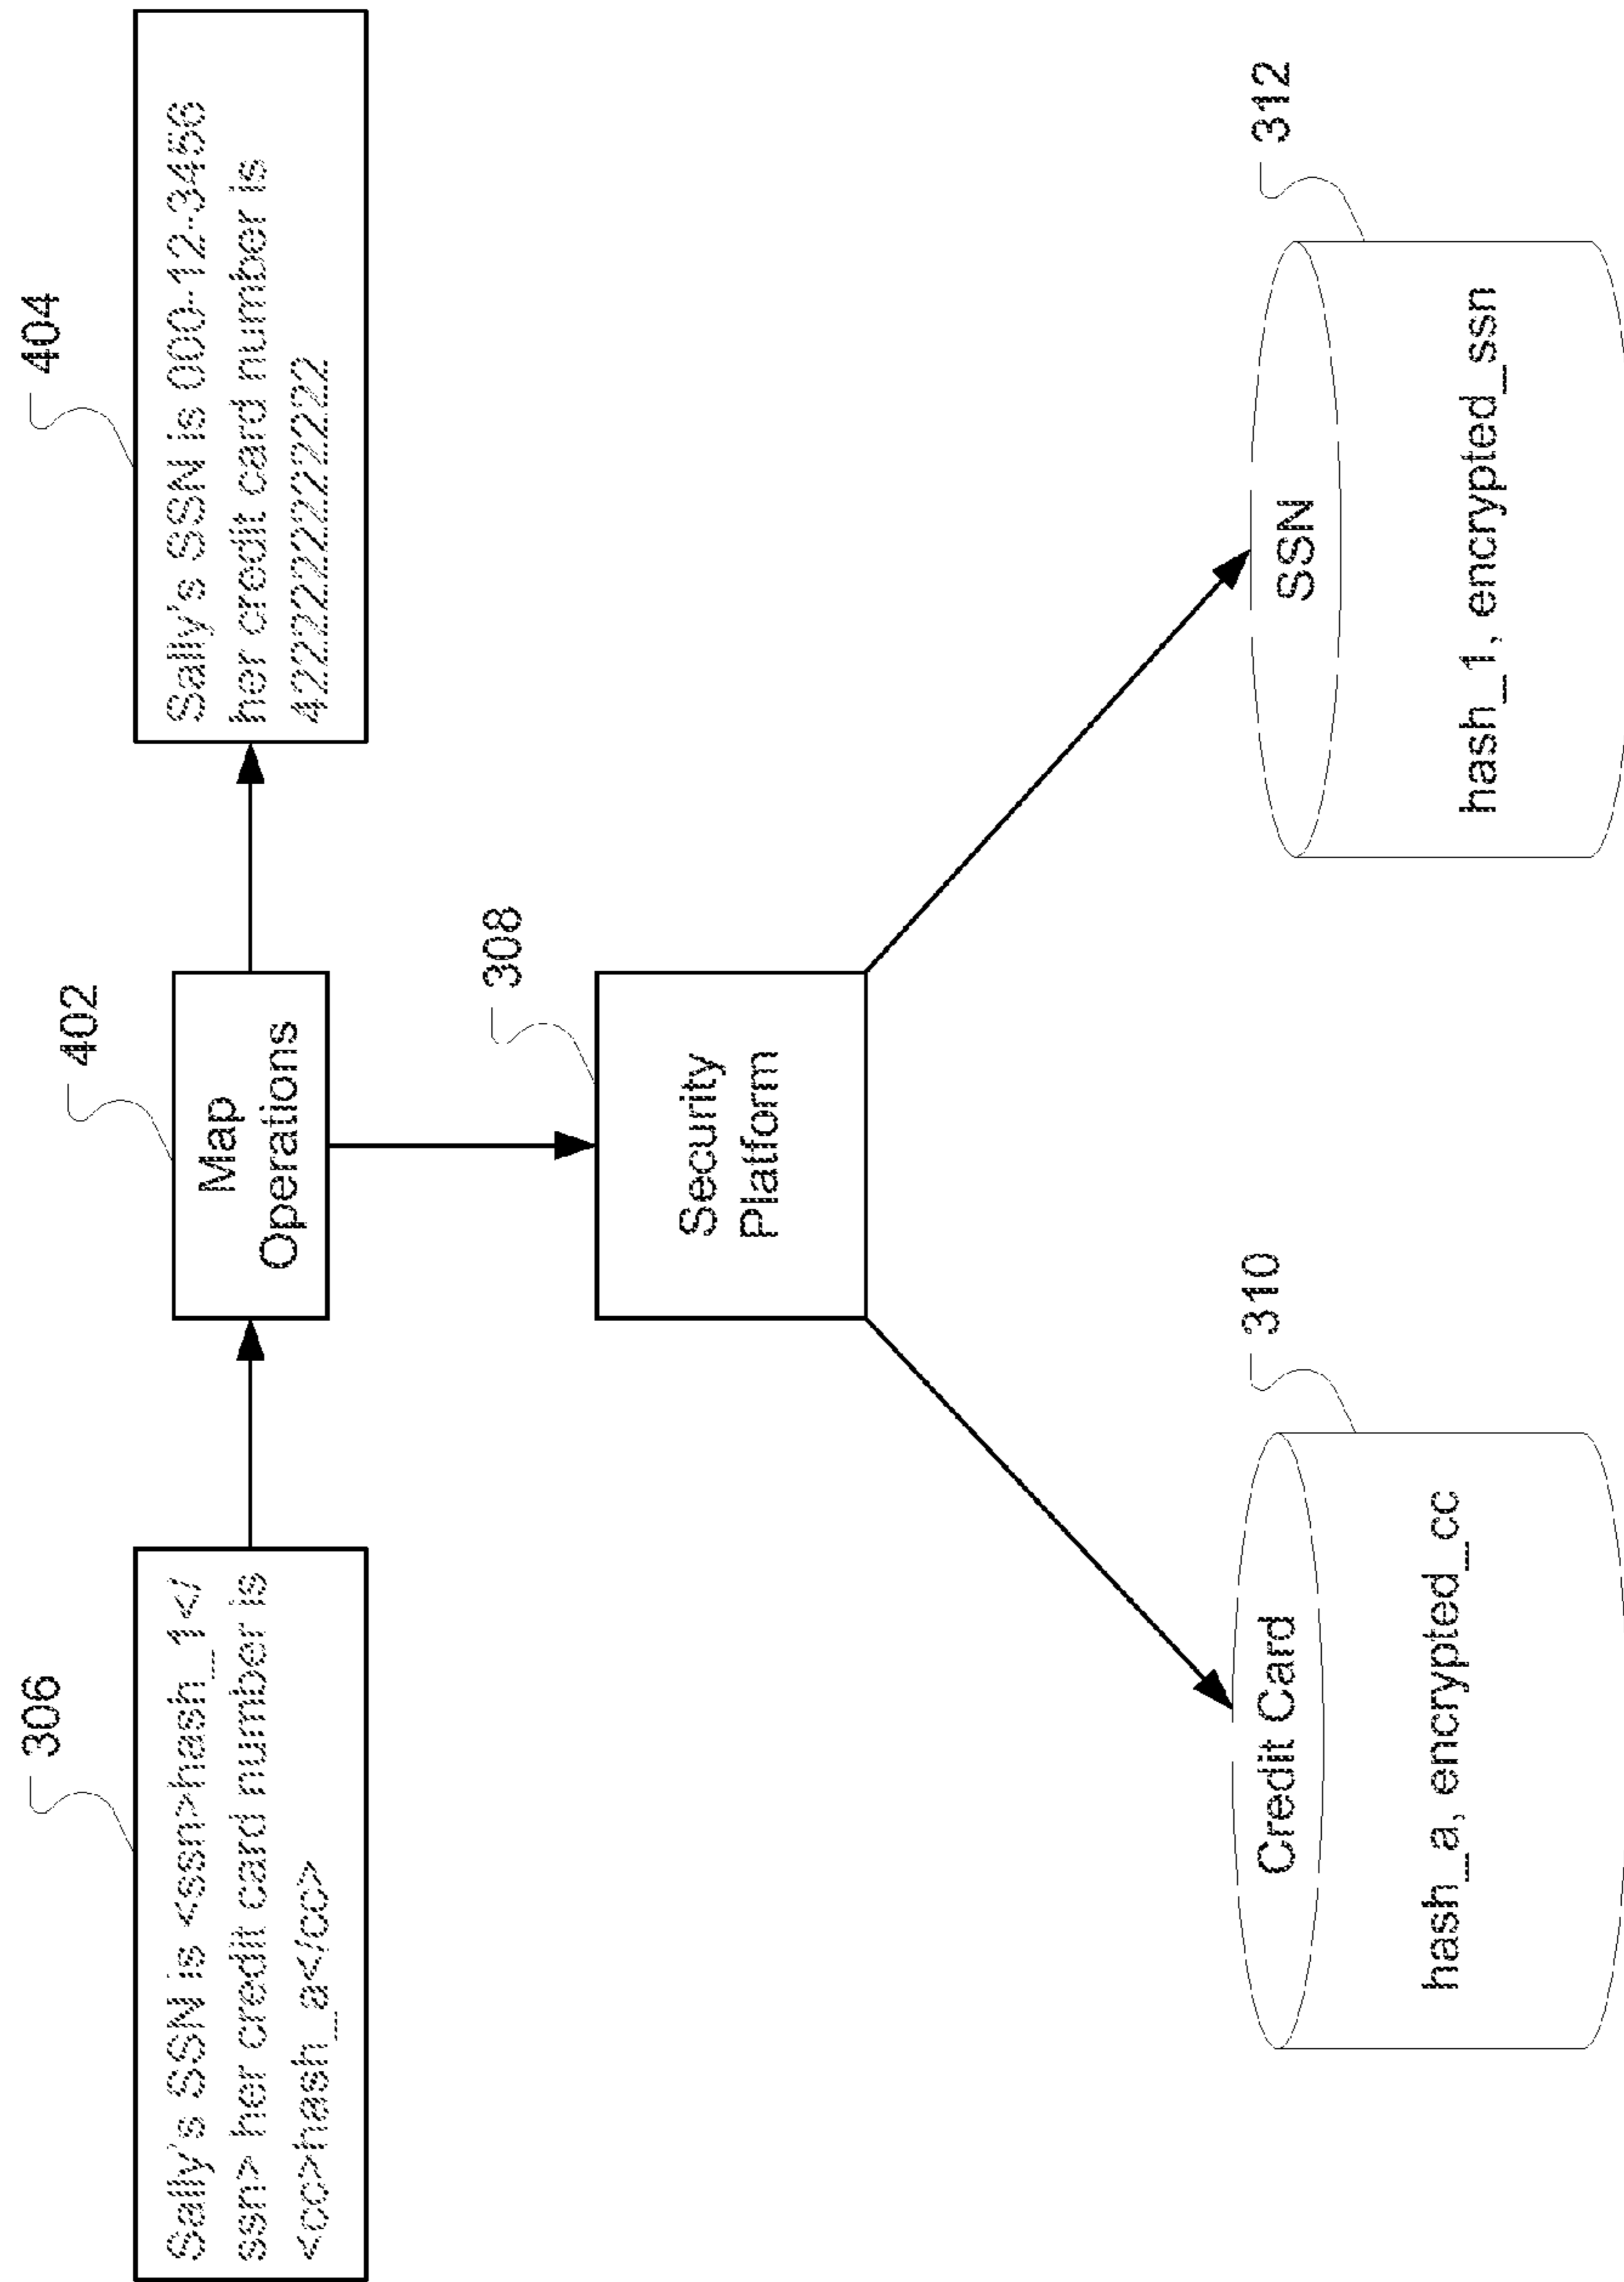 404
Sally's SSN is 000-12-3456
her credit card number is
4222222222222
402
Map
Operations
306
Sally's SSN is <ssn>hash_1</
ssn> her credit card number is
<cc>hash_a</cc>
308
Security
Platform
310
Credit Card
hash_a, encrypted_cc
312
SSN
hash_1, encrypted_ssn